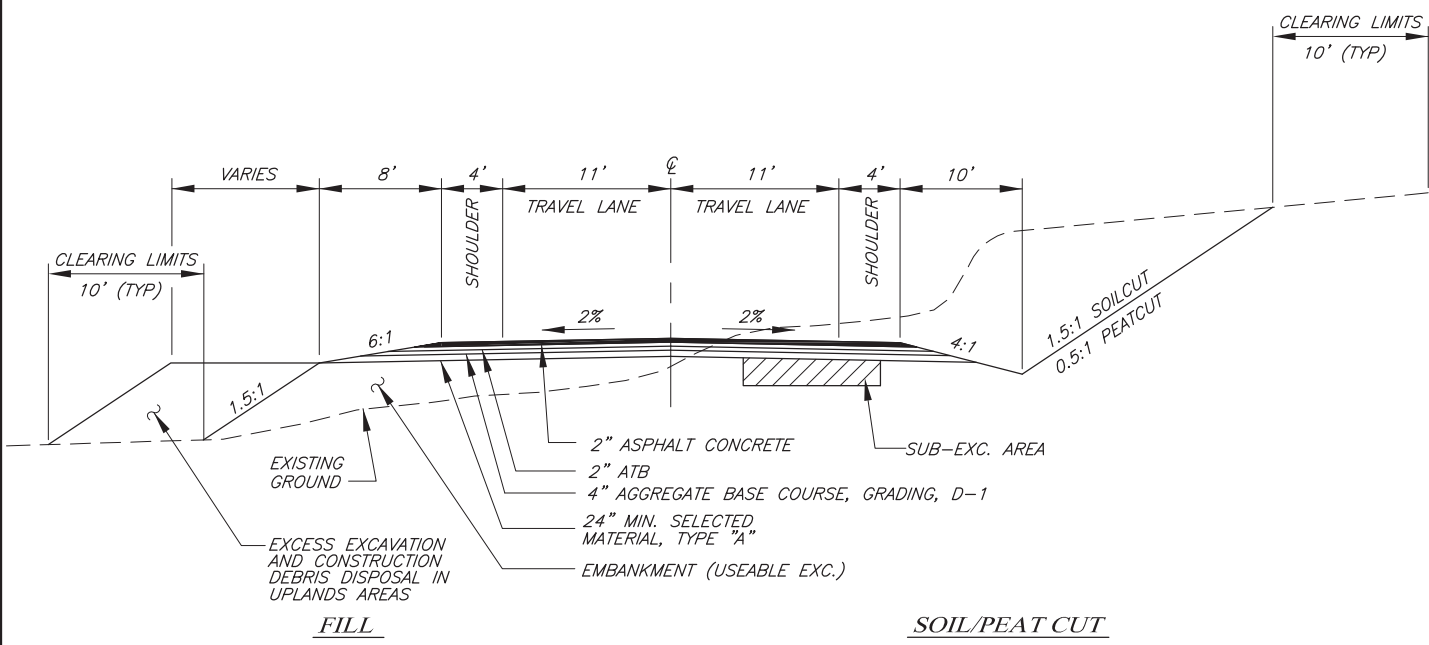 CLEARING LIMITS
10' (TYP)
VARIES
8'
4'
11'
℄
11'
4'
10'
SHOULDER
TRAVEL LANE
TRAVEL LANE
SHOULDER
CLEARING LIMITS
10' (TYP)
6:1
2%
2%
4:1
1.5:1 SOILCUT
0.5:1 PEATCUT
1.5:1
2" ASPHALT CONCRETE
SUB-EXC. AREA
EXISTING
GROUND
2" ATB
4" AGGREGATE BASE COURSE, GRADING, D-1
24" MIN. SELECTED
MATERIAL, TYPE "A"
EMBANKMENT (USEABLE EXC.)
EXCESS EXCAVATION
AND CONSTRUCTION
DEBRIS DISPOSAL IN
UPLANDS AREAS
FILL
SOIL/PEAT CUT